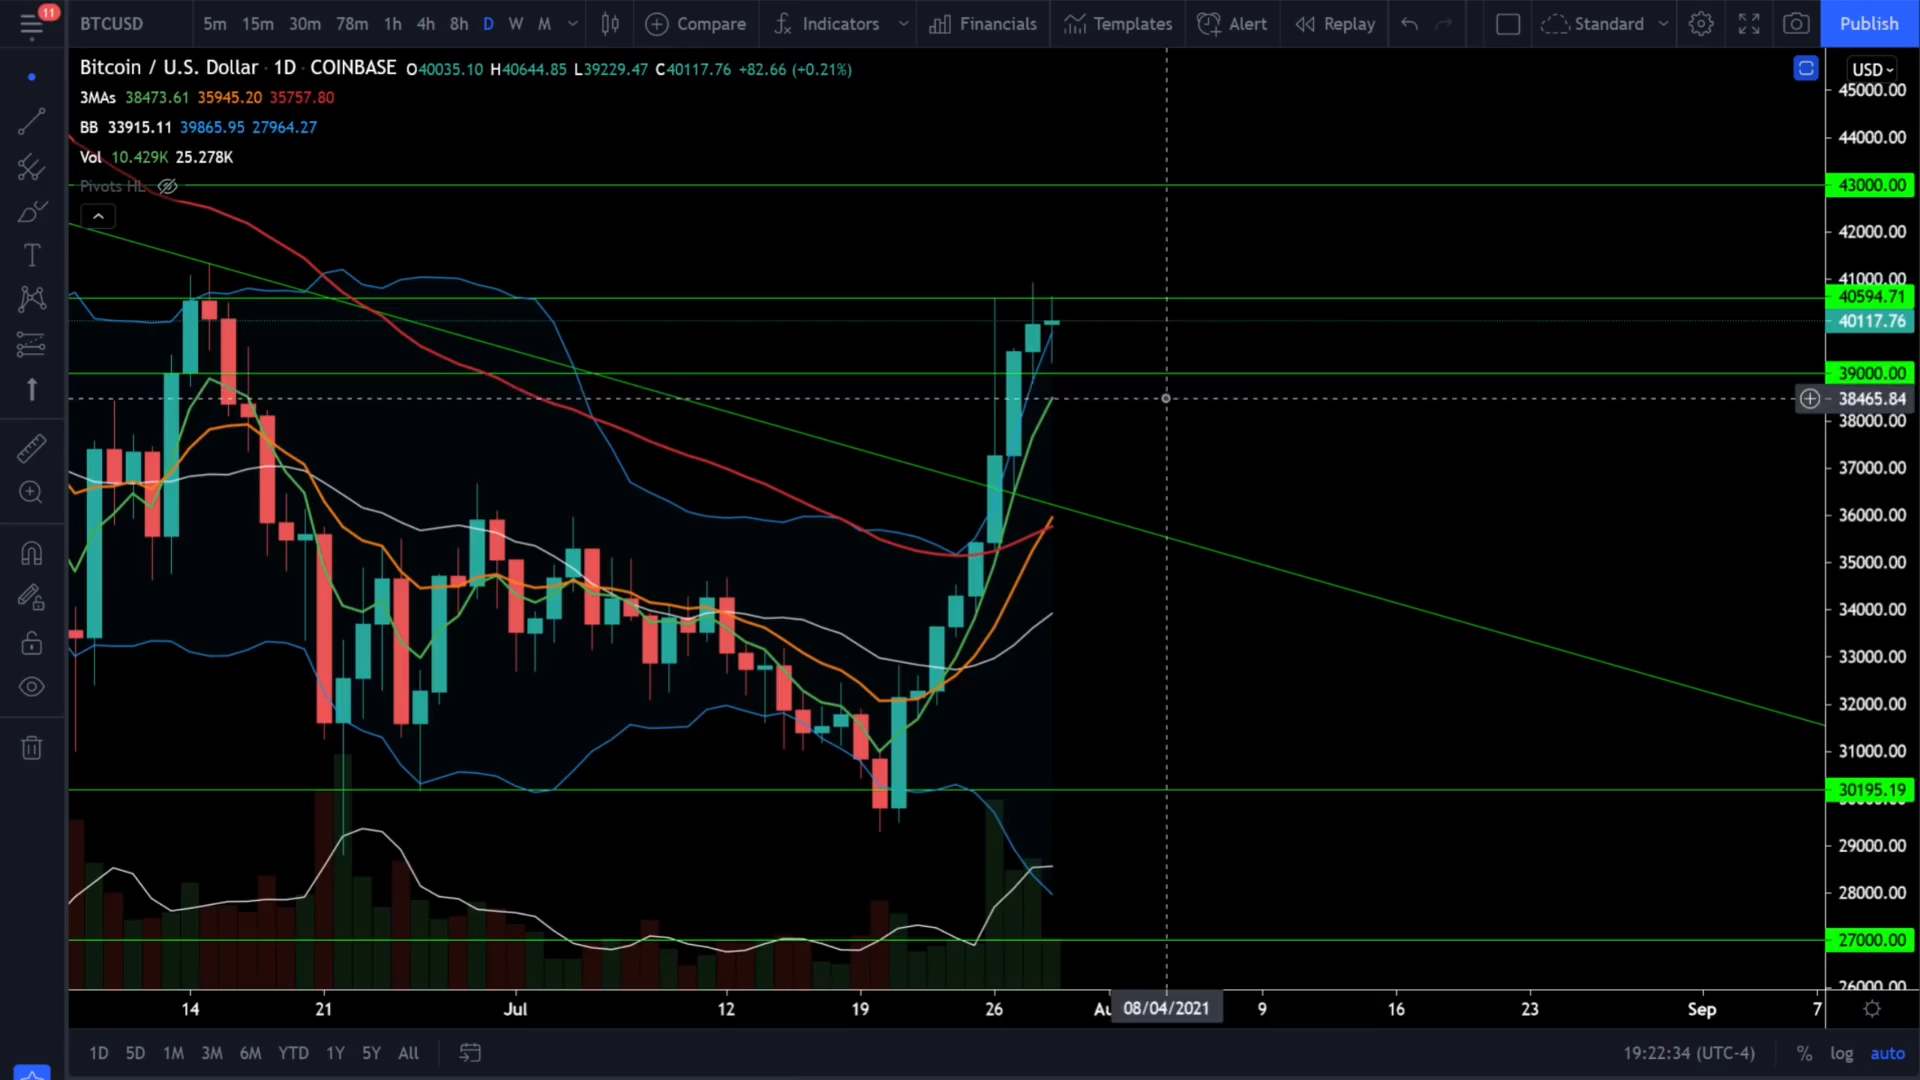 11
BTCUSD 5m 15m 30m 78m 1h 4h 8h D W M Compare Indicators Financials Templates Alert Replay Standard Publish
Bitcoin / U.S. Dollar · 1D · COINBASE O40035.10 H40644.85 L39229.47 C40117.76 +82.66 (+0.21%)
USD
3MAs 38473.61 35945.20 35757.80
BB 33915.11 39865.95 27964.27
Vol 10.429K 25.278K
Pivots HL
45000.00
44000.00
43000.00
42000.00
41000.00
40594.71
40117.76
39000.00
38465.84
38000.00
37000.00
36000.00
35000.00
34000.00
33000.00
32000.00
31000.00
30195.19
29000.00
28000.00
27000.00
26000.00
14 21 Jul 12 19 26 Au 08/04/2021 9 16 23 Sep 7
1D 5D 1M 3M 6M YTD 1Y 5Y All 19:22:34 (UTC-4) % log auto